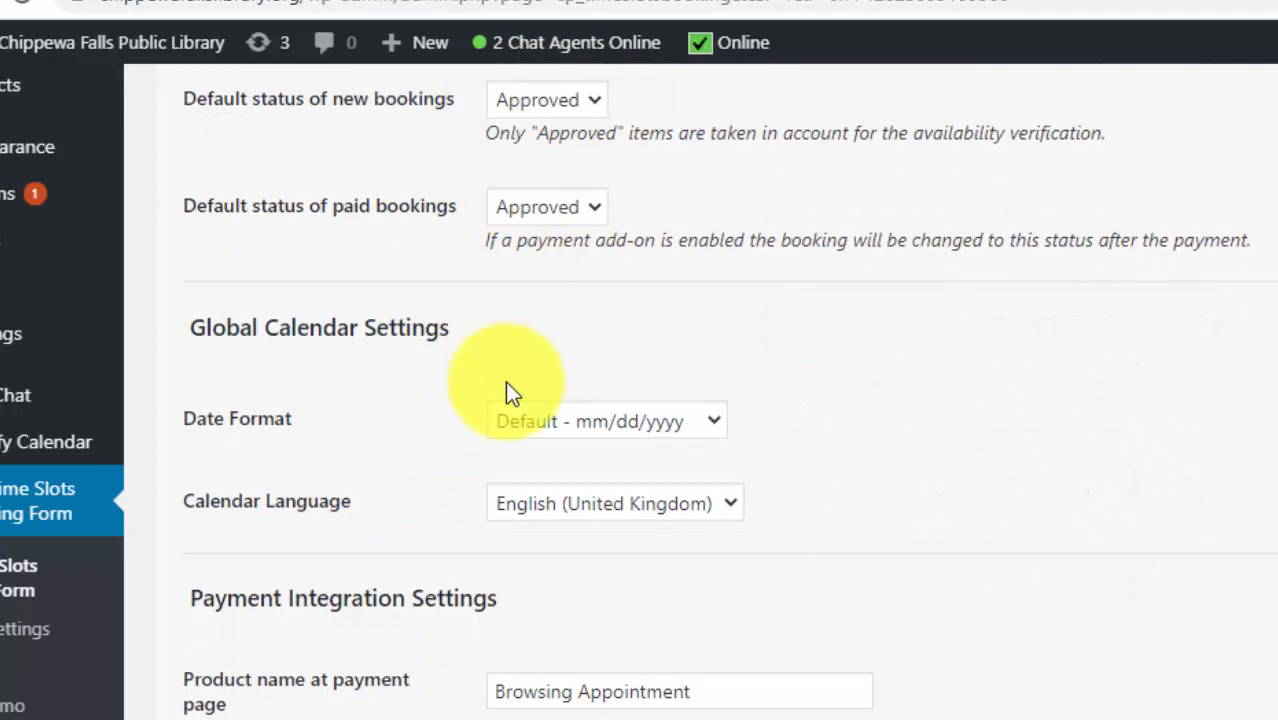 Chippewa Falls Public Library 3 0 New 2 Chat Agents Online Online
cts
Default status of new bookings Approved
Only "Approved" items are taken in account for the availability verification.
arance
ns 1
Default status of paid bookings Approved
If a payment add-on is enabled the booking will be changed to this status after the payment.
Global Calendar Settings
ngs
Chat
Date Format Default - mm/dd/yyyy
fy Calendar
ime Slots
ing Form
Calendar Language English (United Kingdom)
Slots
Form
Payment Integration Settings
ettings
Product name at payment
page
Browsing Appointment
mo